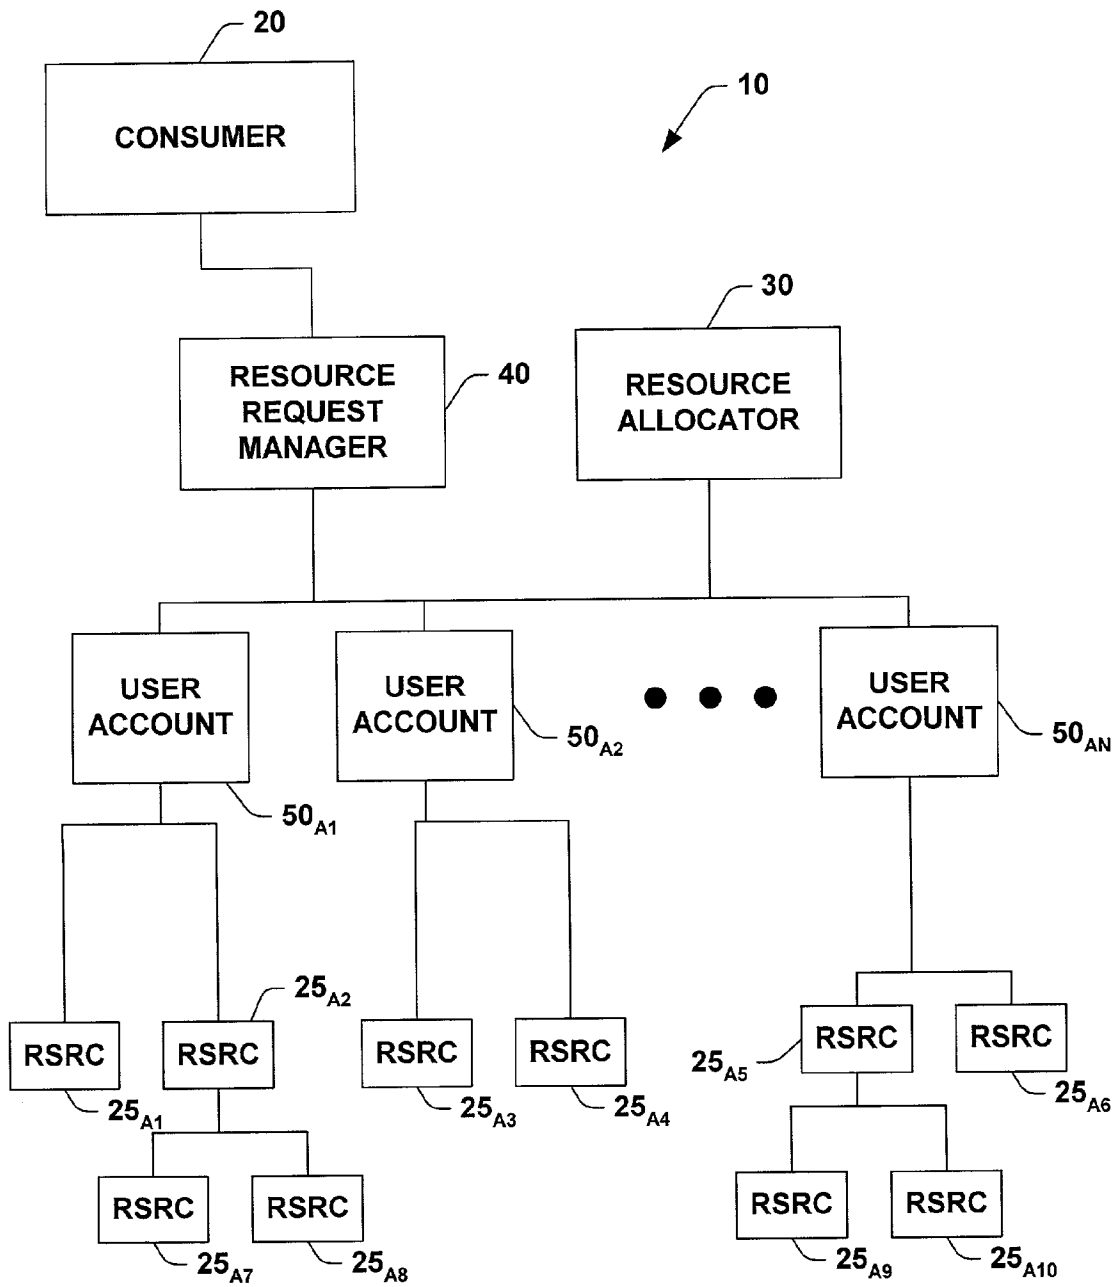 20
10
CONSUMER
30
40
RESOURCE
REQUEST
MANAGER
RESOURCE
ALLOCATOR
USER
ACCOUNT
USER
ACCOUNT
USER
ACCOUNT
50A1
50A2
50AN
25A2
RSRC
RSRC
RSRC
RSRC
RSRC
RSRC
25A1
25A3
25A4
25A5
25A6
RSRC
RSRC
RSRC
RSRC
25A7
25A8
25A9
25A10